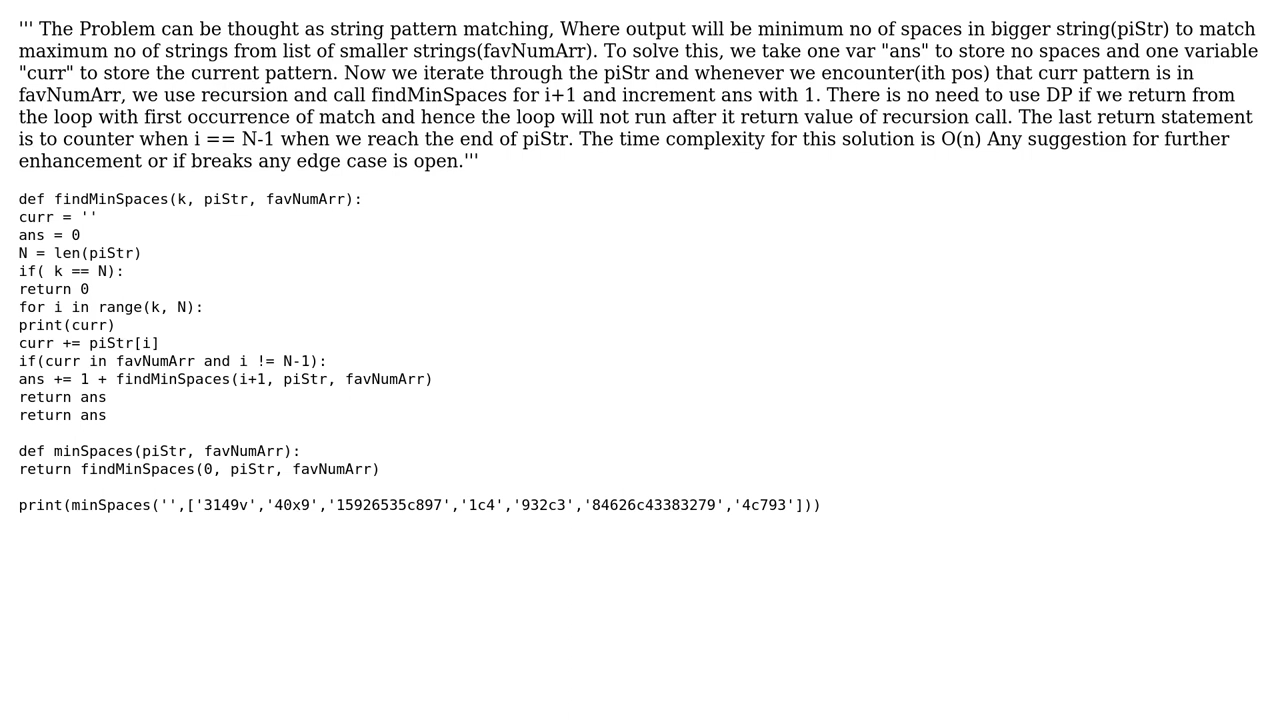 ''' The Problem can be thought as string pattern matching, Where output will be minimum no of spaces in bigger string(piStr) to match
maximum no of strings from list of smaller strings(favNumArr). To solve this, we take one var "ans" to store no spaces and one variable
"curr" to store the current pattern. Now we iterate through the piStr and whenever we encounter(ith pos) that curr pattern is in
favNumArr, we use recursion and call findMinSpaces for i+1 and increment ans with 1. There is no need to use DP if we return from
the loop with first occurrence of match and hence the loop will not run after it return value of recursion call. The last return statement
is to counter when i == N-1 when we reach the end of piStr. The time complexity for this solution is O(n) Any suggestion for further
enhancement or if breaks any edge case is open.'''
def findMinSpaces(k, piStr, favNumArr):
curr = ''
ans = 0
N = len(piStr)
if( k == N):
return 0
for i in range(k, N):
print(curr)
curr += piStr[i]
if(curr in favNumArr and i != N-1):
ans += 1 + findMinSpaces(i+1, piStr, favNumArr)
return ans
return ans
def minSpaces(piStr, favNumArr):
return findMinSpaces(0, piStr, favNumArr)
print(minSpaces('',['3149v','40x9','15926535c897','1c4','932c3','84626c43383279','4c793']))